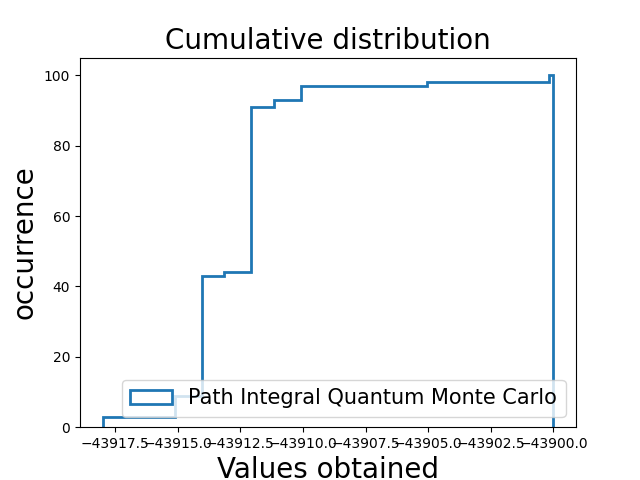 Cumulative distribution
occurrence
100
80
60
40
20
0
Path Integral Quantum Monte Carlo
−43917.5 −43915.0 −43912.5 −43910.0 −43907.5 −43905.0 −43902.5 −43900.0
Values obtained